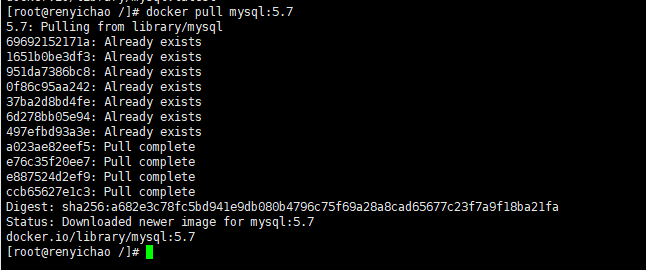 [root@renyichao /]# docker pull mysql:5.7
5.7: Pulling from library/mysql
69692152171a: Already exists
1651b0be3df3: Already exists
951da7386bc8: Already exists
0f86c95aa242: Already exists
37ba2d8bd4fe: Already exists
6d278bb05e94: Already exists
497efbd93a3e: Already exists
a023ae82eef5: Pull complete
e76c35f20ee7: Pull complete
e887524d2ef9: Pull complete
ccb65627e1c3: Pull complete
Digest: sha256:a682e3c78fc5bd941e9db080b4796c75f69a28a8cad65677c23f7a9f18ba21fa
Status: Downloaded newer image for mysql:5.7
docker.io/library/mysql:5.7
[root@renyichao /]#